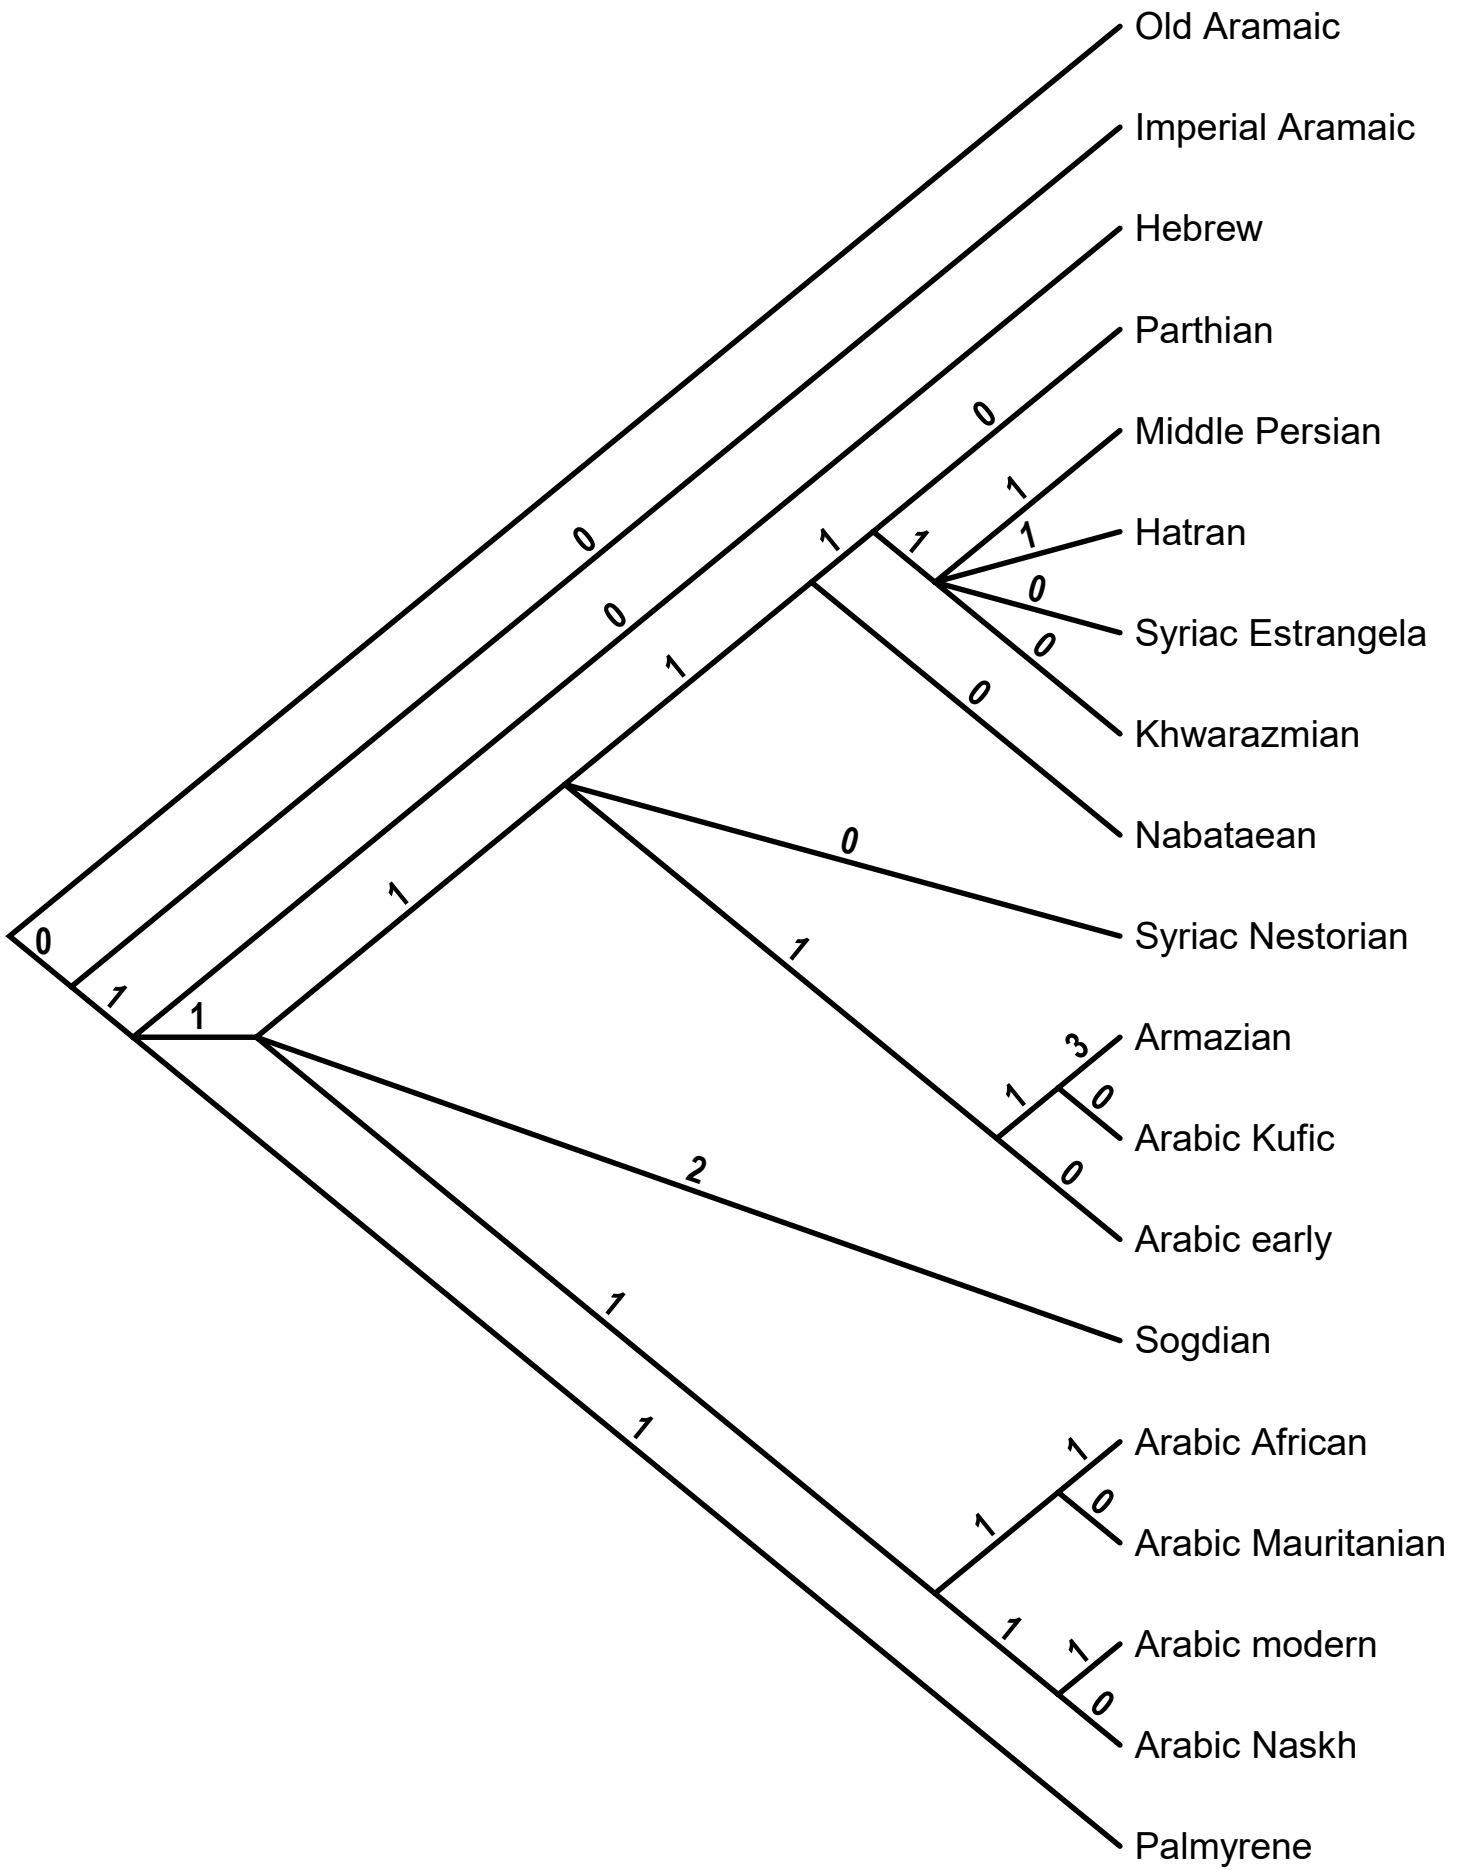 Old Aramaic
Imperial Aramaic
Hebrew
Parthian
0
Middle Persian
1
Hatran
1
0
1
1
0
Syriac Estrangela
0
0
1
0
Khwarazmian
Nabataean
0
1
Syriac Nestorian
0
1
1
1
Armazian
3
1
0
Arabic Kufic
0
Arabic early
2
Sogdian
1
1
Arabic African
1
0
1
Arabic Mauritanian
1
1
Arabic modern
0
Arabic Naskh
Palmyrene